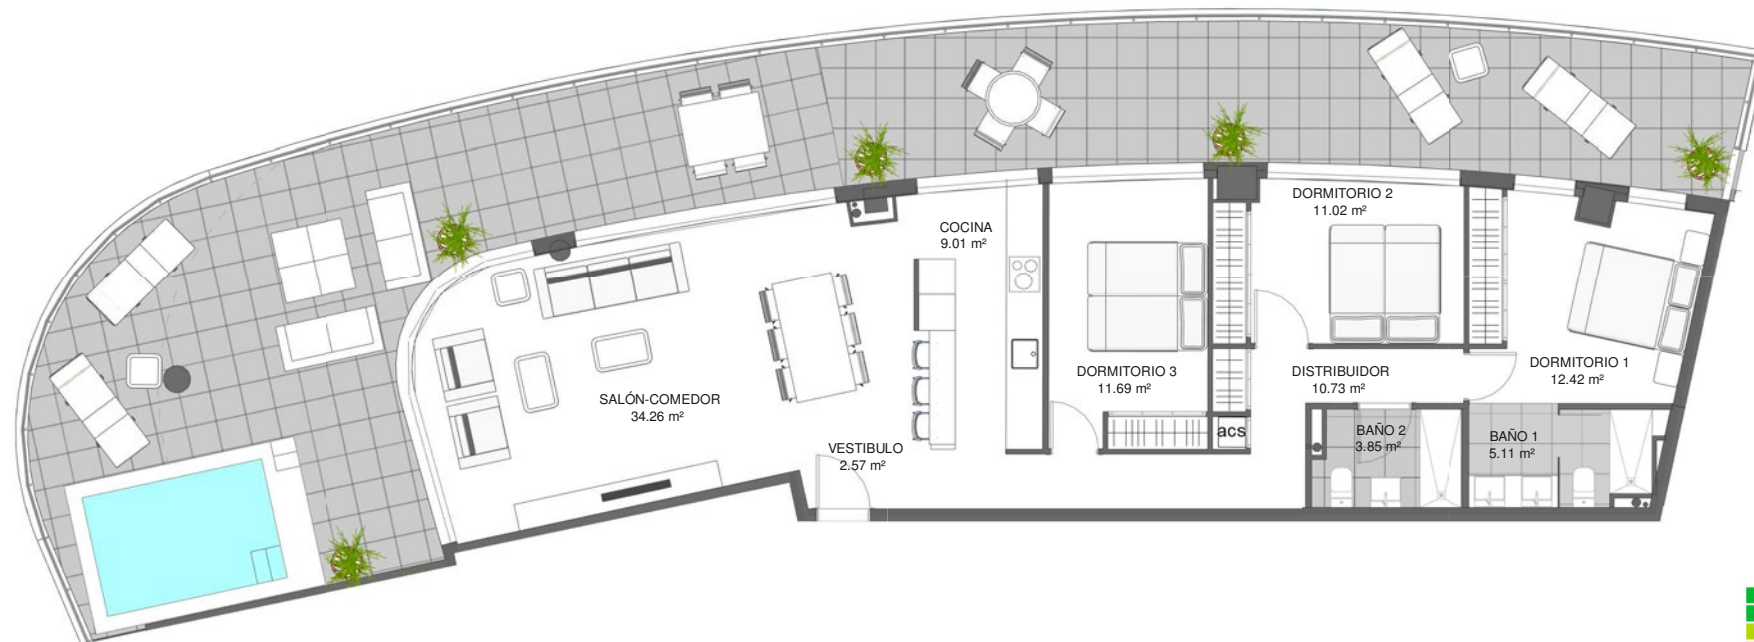 DORMITORIO 2
11.02 m²
COCINA
9.01 m²
DORMITORIO 1
12.42 m²
DORMITORIO 3
11.69 m²
DISTRIBUIDOR
10.73 m²
SALÓN-COMEDOR
34.26 m²
acs
BAÑO 2
3.85 m²
BAÑO 1
5.11 m²
VESTIBULO
2.57 m²